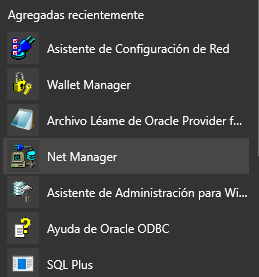 Agregadas recientemente
Asistente de Configuración de Red
Wallet Manager
Archivo Léame de Oracle Provider f...
Net Manager
Asistente de Administración para Wi...
Ayuda de Oracle ODBC
SQL Plus